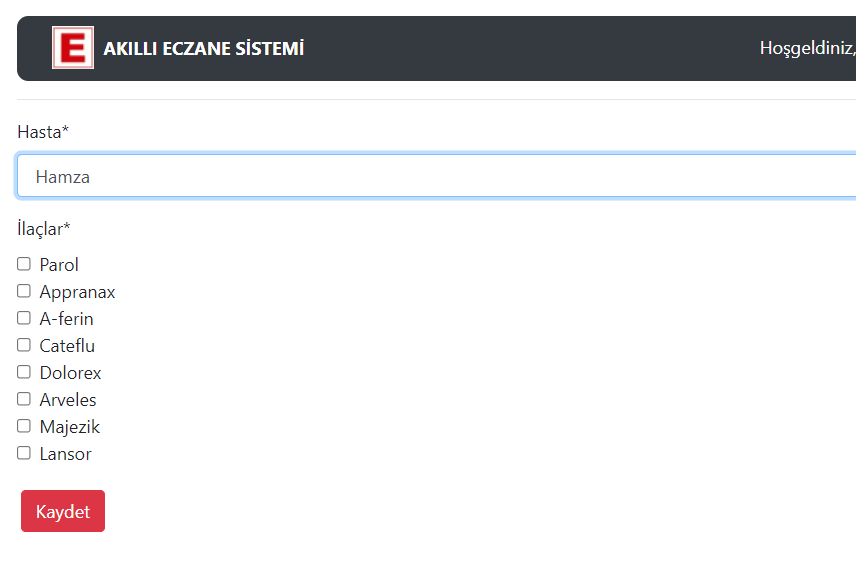 E AKILLI ECZANE SİSTEMİ
Hoşgeldiniz,
Hasta*
Hamza
İlaçlar*
Parol
Appranax
A-ferin
Cateflu
Dolorex
Arveles
Majezik
Lansor
Kaydet